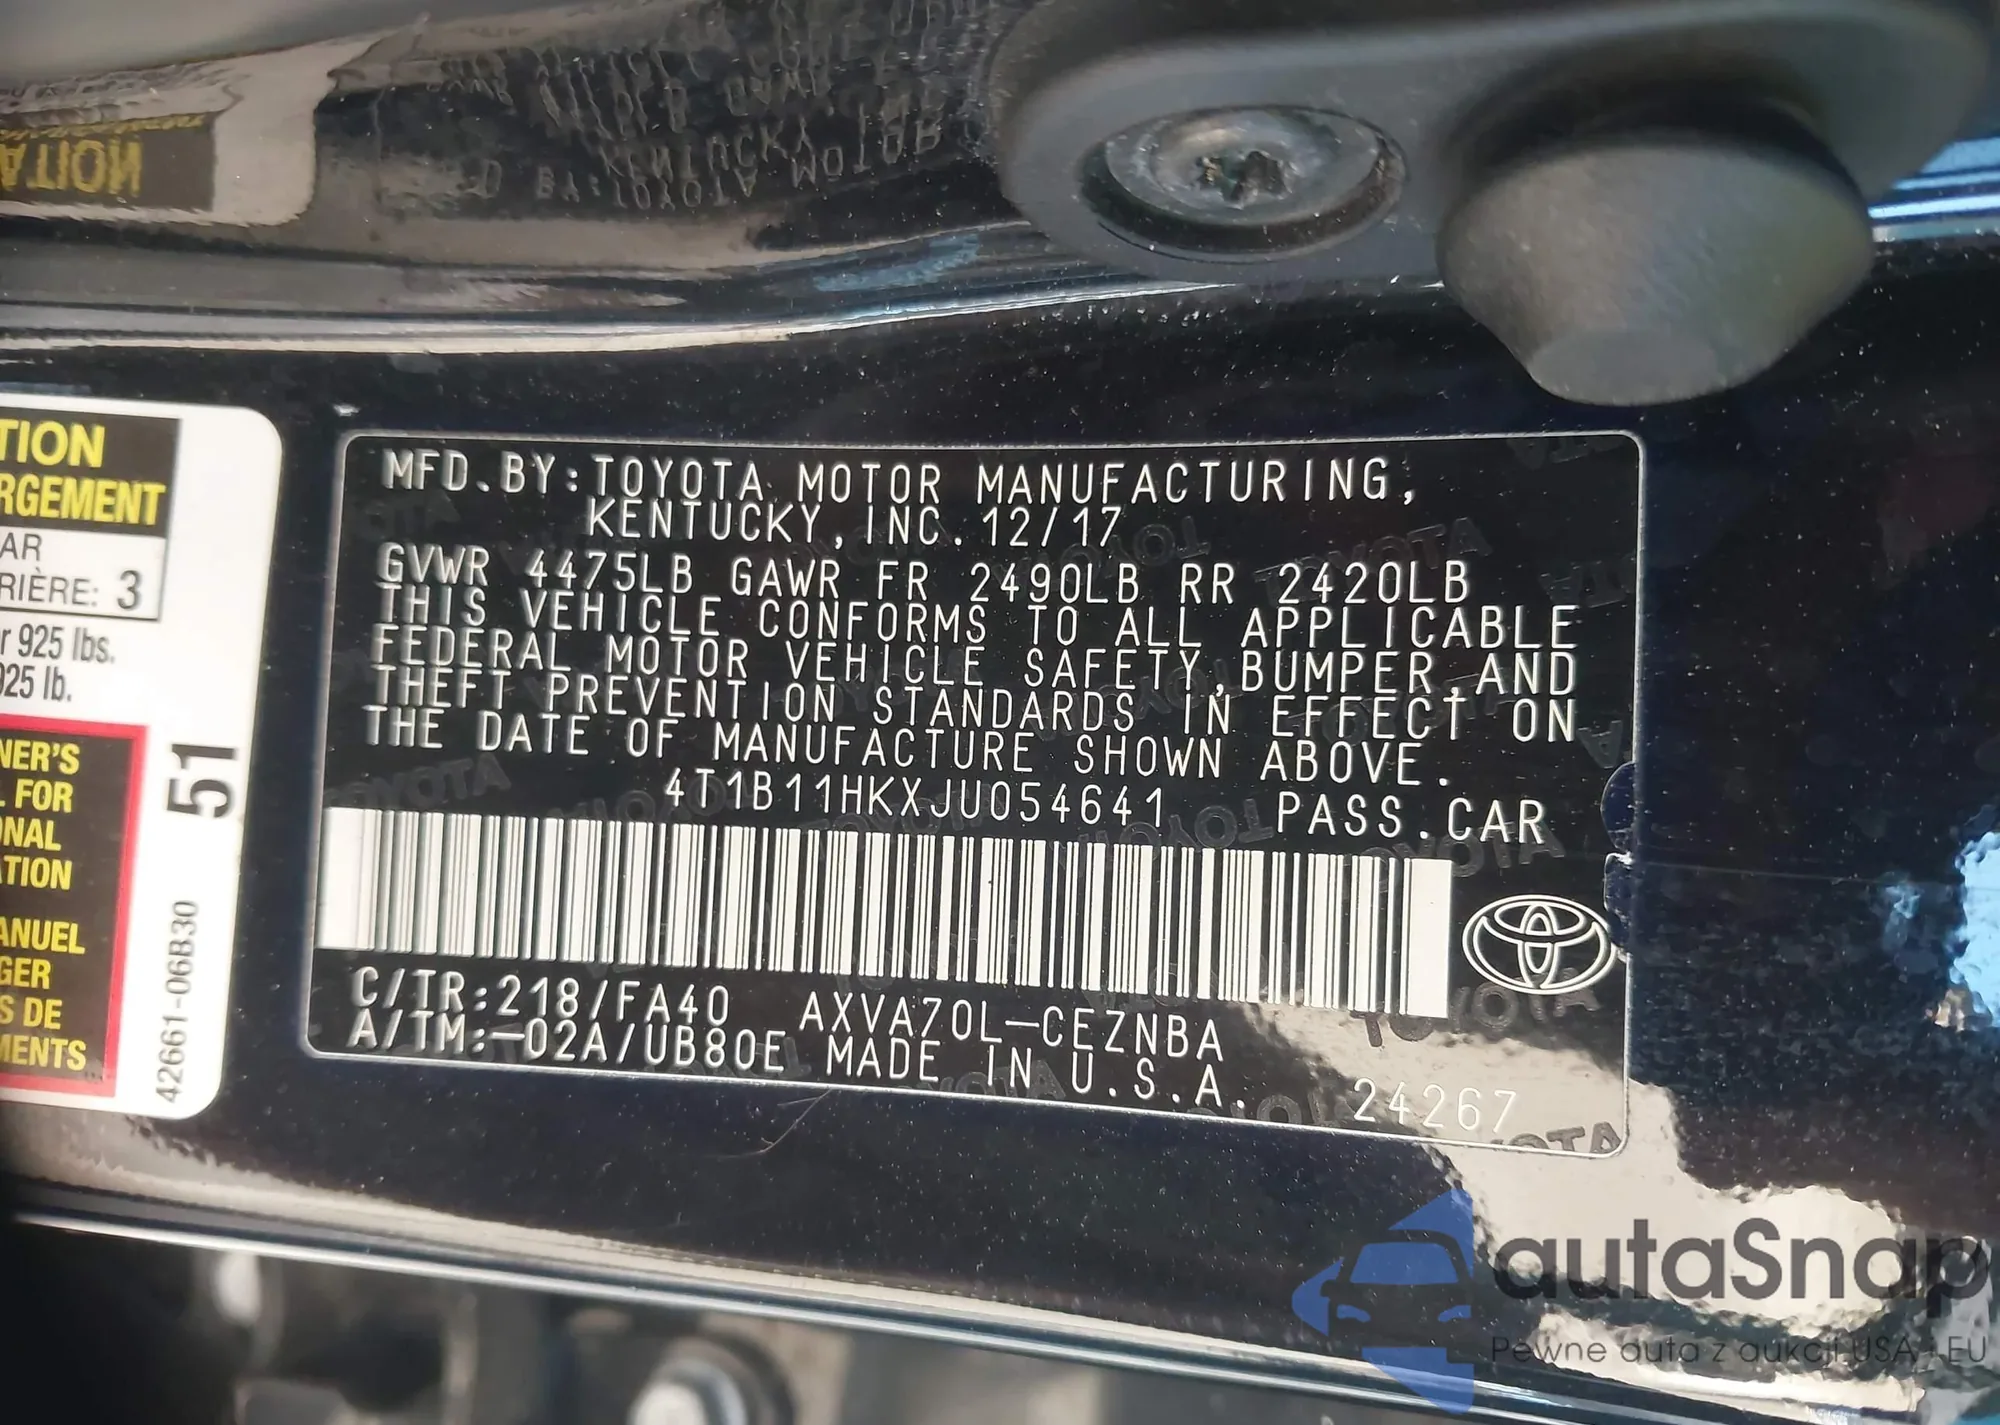 TION
RGEMENT
AR
RIÈRE: 3
r 925 lbs.
925 lb.
NER'S
FOR
ONAL
ATION
ANUEL
GER
S DE
MENTS
51
42661-06B30
MFD.BY:TOYOTA MOTOR MANUFACTURING,
KENTUCKY,INC.12/17
GVWR 4475LB GAWR FR 2490LB RR 2420LB
THIS VEHICLE CONFORMS TO ALL APPLICABLE
FEDERAL MOTOR VEHICLE SAFETY,BUMPER,AND
THEFT PREVENTION STANDARDS IN EFFECT ON
THE DATE OF MANUFACTURE SHOWN ABOVE.
4T1B11HKXJU054641 PASS.CAR
C/TR:218/FA40 AXVA70L-CEZNBA
A/TM:-02A/UB80E MADE IN U.S.A.
24267
autaSnap
Pewne auta z aukcji USA i EU